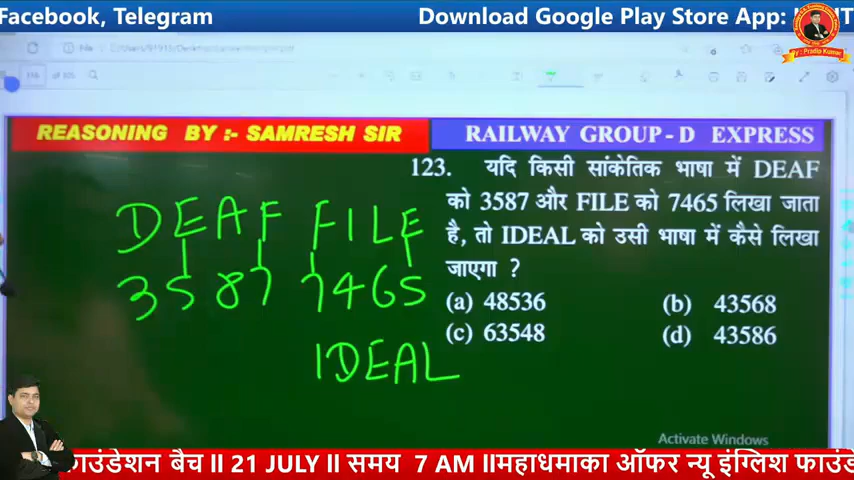 Facebook, Telegram Download Google Play Store App:
REASONING BY :- SAMRESH SIR
RAILWAY GROUP-D EXPRESS
123. यदि किसी सांकेतिक भाषा में DEAF
को 3587 और FILE को 7465 लिखा जाता
है, तो IDEAL को उसी भाषा में कैसे लिखा
जाएगा ?
(a) 48536 (b) 43568
(c) 63548 (d) 43586
DEAF FILE
3587 7465
IDEAL
Activate Windows
फाउंडेशन बैच II 21 JULY II समय 7 AM IIमहाधमाका ऑफर न्यू इंग्लिश